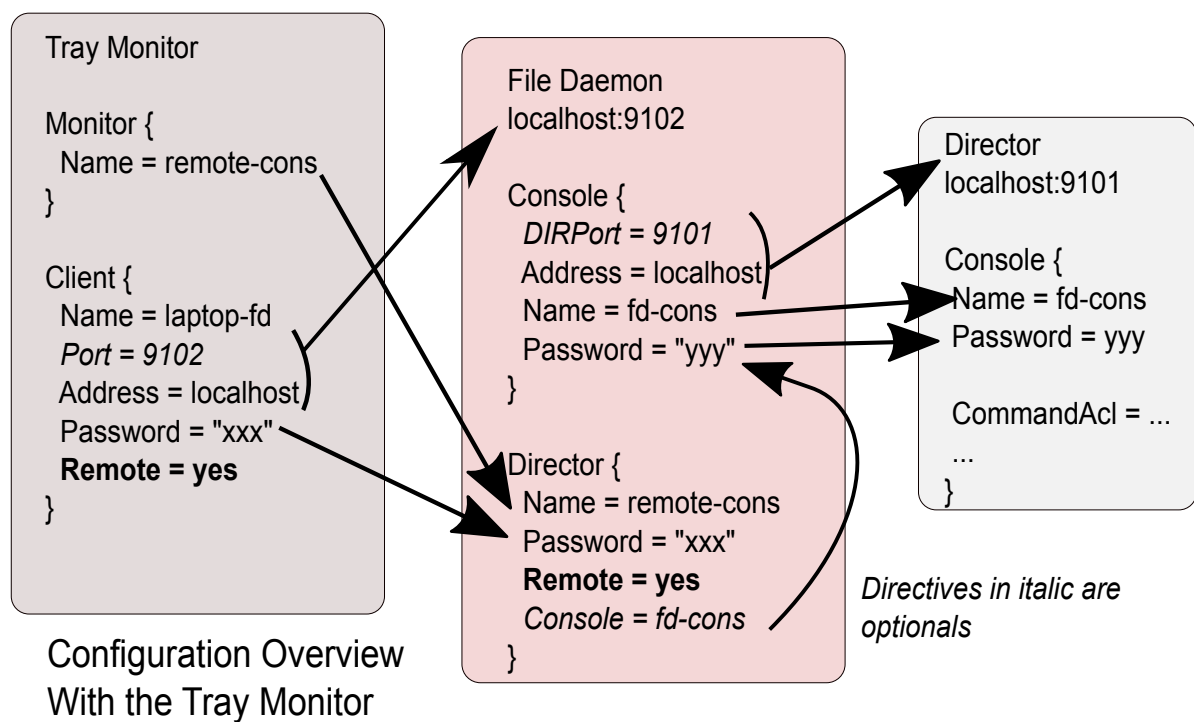 Tray Monitor
Monitor {
Name = remote-cons
}
Client {
Name = laptop-fd
Port = 9102
Address = localhost
Password = "xxx"
Remote = yes
}
File Daemon
localhost:9102
Console {
DIRPort = 9101
Address = localhost
Name = fd-cons
Password = "yyy"
}
Director {
Name = remote-cons
Password = "xxx"
Remote = yes
Console = fd-cons
}
Director
localhost:9101
Console {
Name = fd-cons
Password = yyy
CommandAcl = ...
...
}
Directives in italic are
optionals
Configuration Overview
With the Tray Monitor